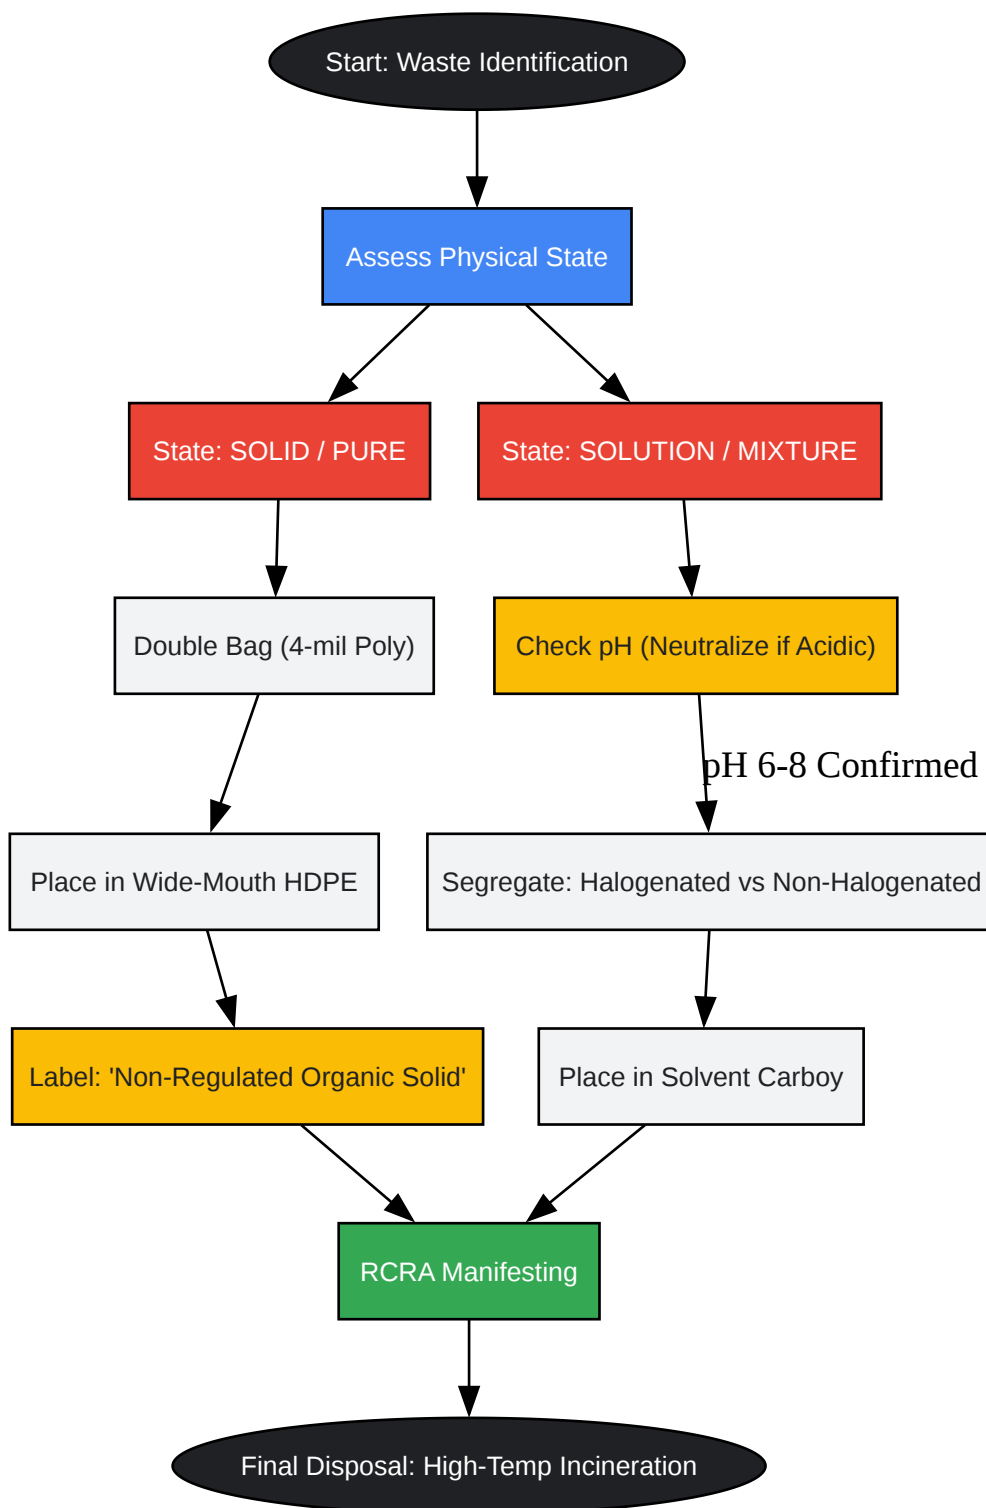 Start: Waste Identification
Assess Physical State
State: SOLID / PURE
State: SOLUTION / MIXTURE
Double Bag (4-mil Poly)
Check pH (Neutralize if Acidic)
pH 6-8 Confirmed
Place in Wide-Mouth HDPE
Segregate: Halogenated vs Non-Halogenated
Label: 'Non-Regulated Organic Solid'
Place in Solvent Carboy
RCRA Manifesting
Final Disposal: High-Temp Incineration